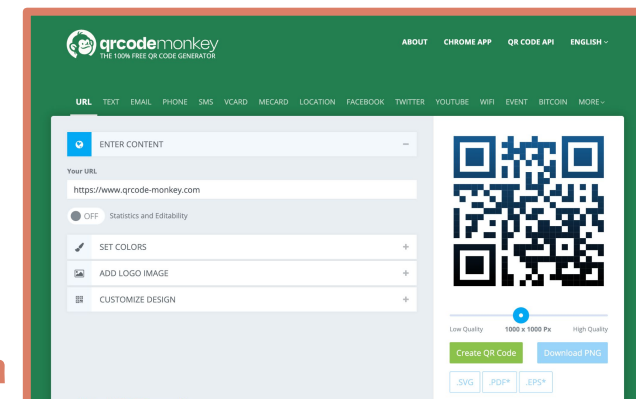 qrcodemonkey
THE 100% FREE QR CODE GENERATOR
ABOUT CHROME APP QR CODE API ENGLISH
URL TEXT EMAIL PHONE SMS VCARD MECARD LOCATION FACEBOOK TWITTER YOUTUBE WIFI EVENT BITCOIN MORE
ENTER CONTENT
Your URL
https://www.qrcode-monkey.com
OFF Statistics and Editability
SET COLORS
ADD LOGO IMAGE
CUSTOMIZE DESIGN
Low Quality 1000 x 1000 Px High Quality
Create QR Code Download PNG
.SVG .PDF* .EPS*